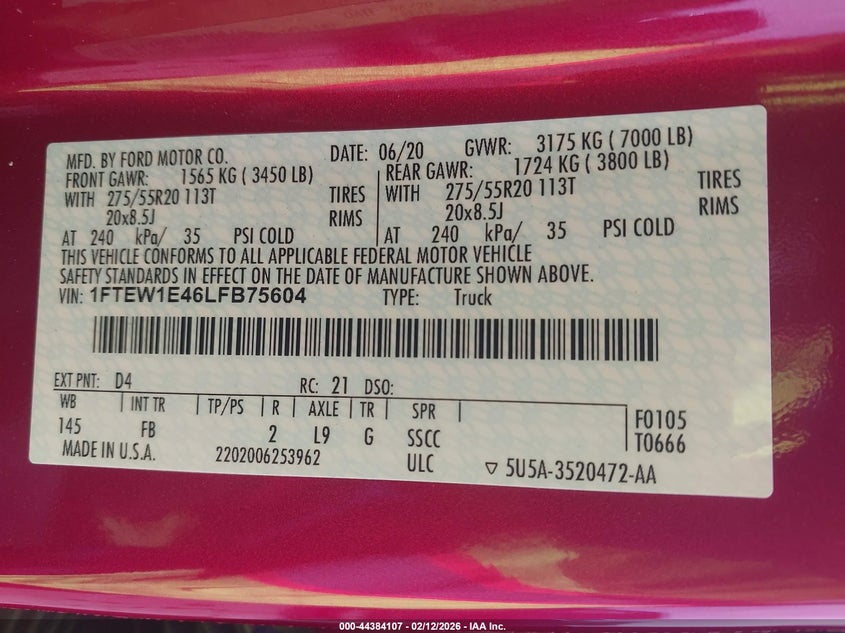 MFD. BY FORD MOTOR CO. DATE: 06/20 GVWR: 3175 KG ( 7000 LB)
FRONT GAWR: 1565 KG ( 3450 LB) REAR GAWR: 1724 KG ( 3800 LB)
WITH 275/55R20 113T TIRES WITH 275/55R20 113T TIRES
20x8.5J RIMS 20x8.5J RIMS
AT 240 kPa/ 35 PSI COLD AT 240 kPa/ 35 PSI COLD
THIS VEHICLE CONFORMS TO ALL APPLICABLE FEDERAL MOTOR VEHICLE
SAFETY STANDARDS IN EFFECT ON THE DATE OF MANUFACTURE SHOWN ABOVE.
VIN: 1FTEW1E46LFB75604 TYPE: Truck
EXT PNT: D4 RC: 21 DSO:
WB INT TR TP/PS R AXLE TR SPR F0105
145 FB 2 L9 G SSCC T0666
MADE IN U.S.A. 2202006253962 ULC ▽ 5U5A-3520472-AA
000-44384107 - 02/12/2026 - IAA Inc.